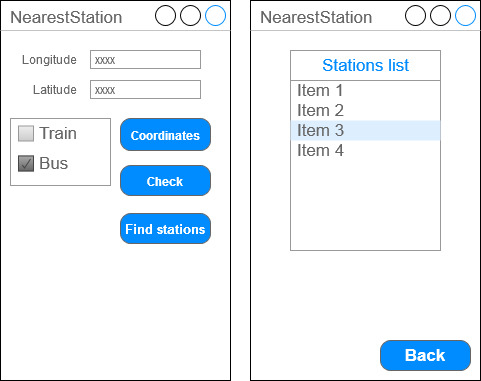 NearestStation
Longitude xxxx
Latitude xxxx
Train
Bus
Coordinates
Check
Find stations
NearestStation
Stations list
Item 1
Item 2
Item 3
Item 4
Back